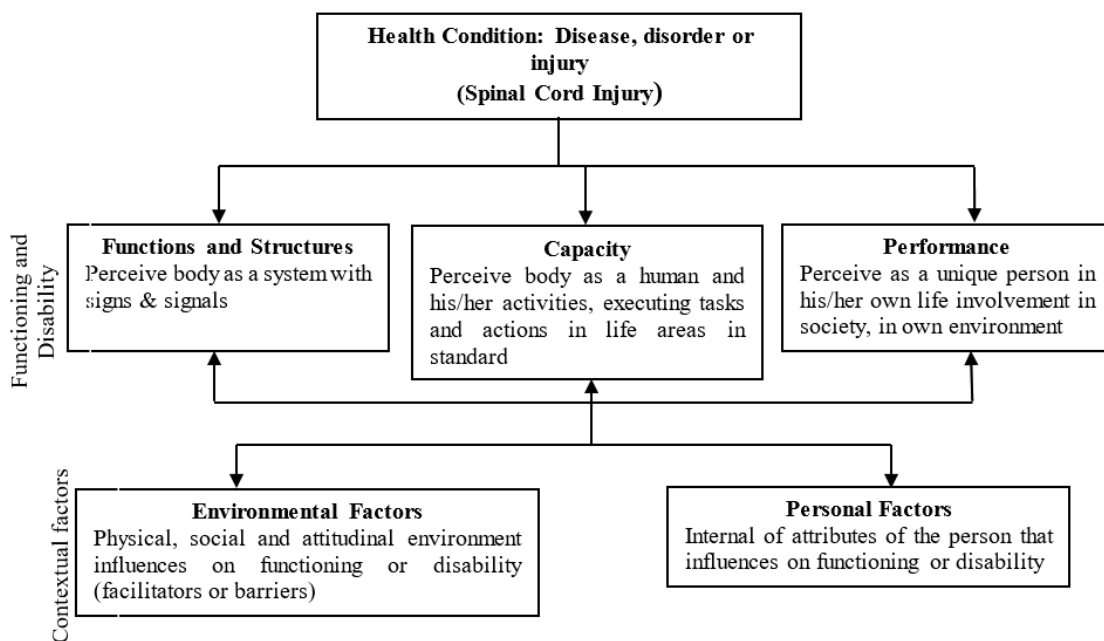 Health Condition: Disease, disorder or
injury
(Spinal Cord Injury)
Functioning and
Disability
Functions and Structures
Perceive body as a system with
signs & signals
Capacity
Perceive body as a human and
his/her activities, executing tasks
and actions in life areas in
standard
Performance
Perceive as a unique person in
his/her own life involvement in
society, in own environment
Contextual factors
Environmental Factors
Physical, social and attitudinal environment
influences on functioning or disability
(facilitators or barriers)
Personal Factors
Internal of attributes of the person that
influences on functioning or disability